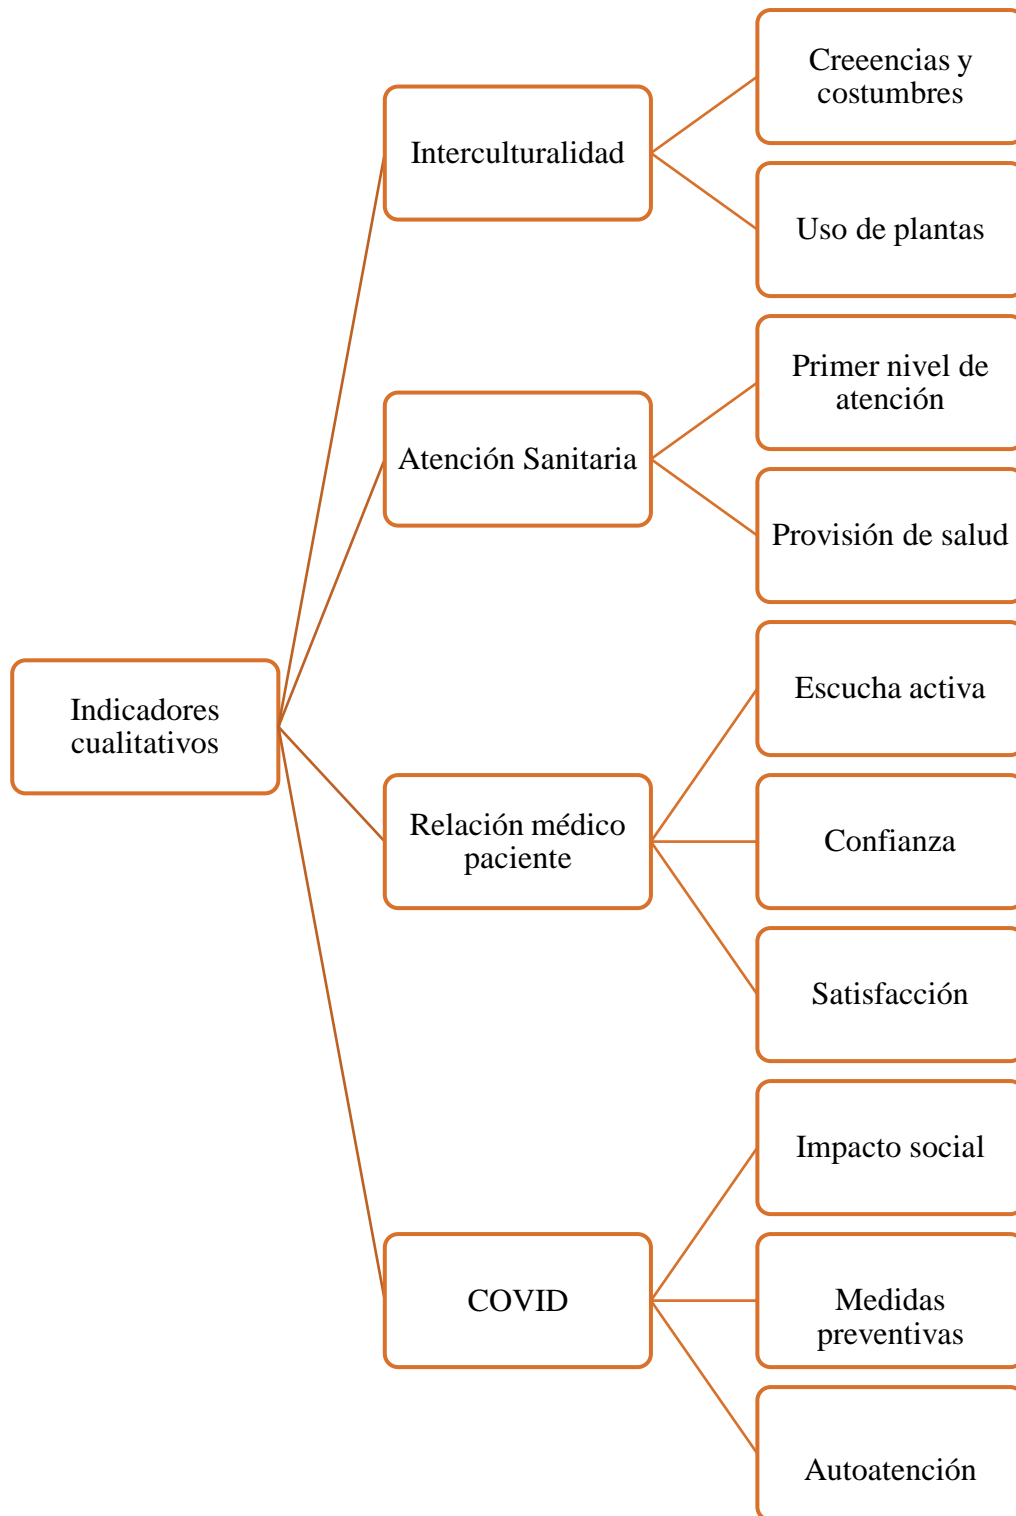 Creeencias y
costumbres
Interculturalidad
Uso de plantas
Primer nivel de
atención
Atención Sanitaria
Provisión de salud
Indicadores
cualitativos
Escucha activa
Relación médico
paciente
Confianza
Satisfacción
Impacto social
COVID
Medidas
preventivas
Autoatención